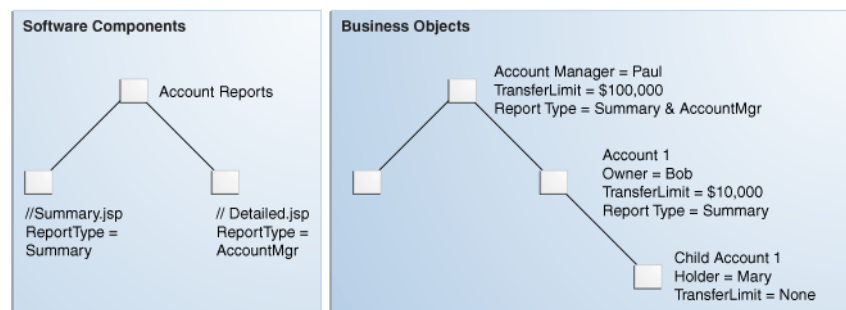 Software Components
Account Reports
//Summary.jsp
ReportType =
Summary
// Detailed.jsp
ReportType =
AccountMgr
Business Objects
Account Manager = Paul
TransferLimit = $100,000
Report Type = Summary & AccountMgr
Account 1
Owner = Bob
TransferLimit = $10,000
Report Type = Summary
Child Account 1
Holder = Mary
TransferLimit = None